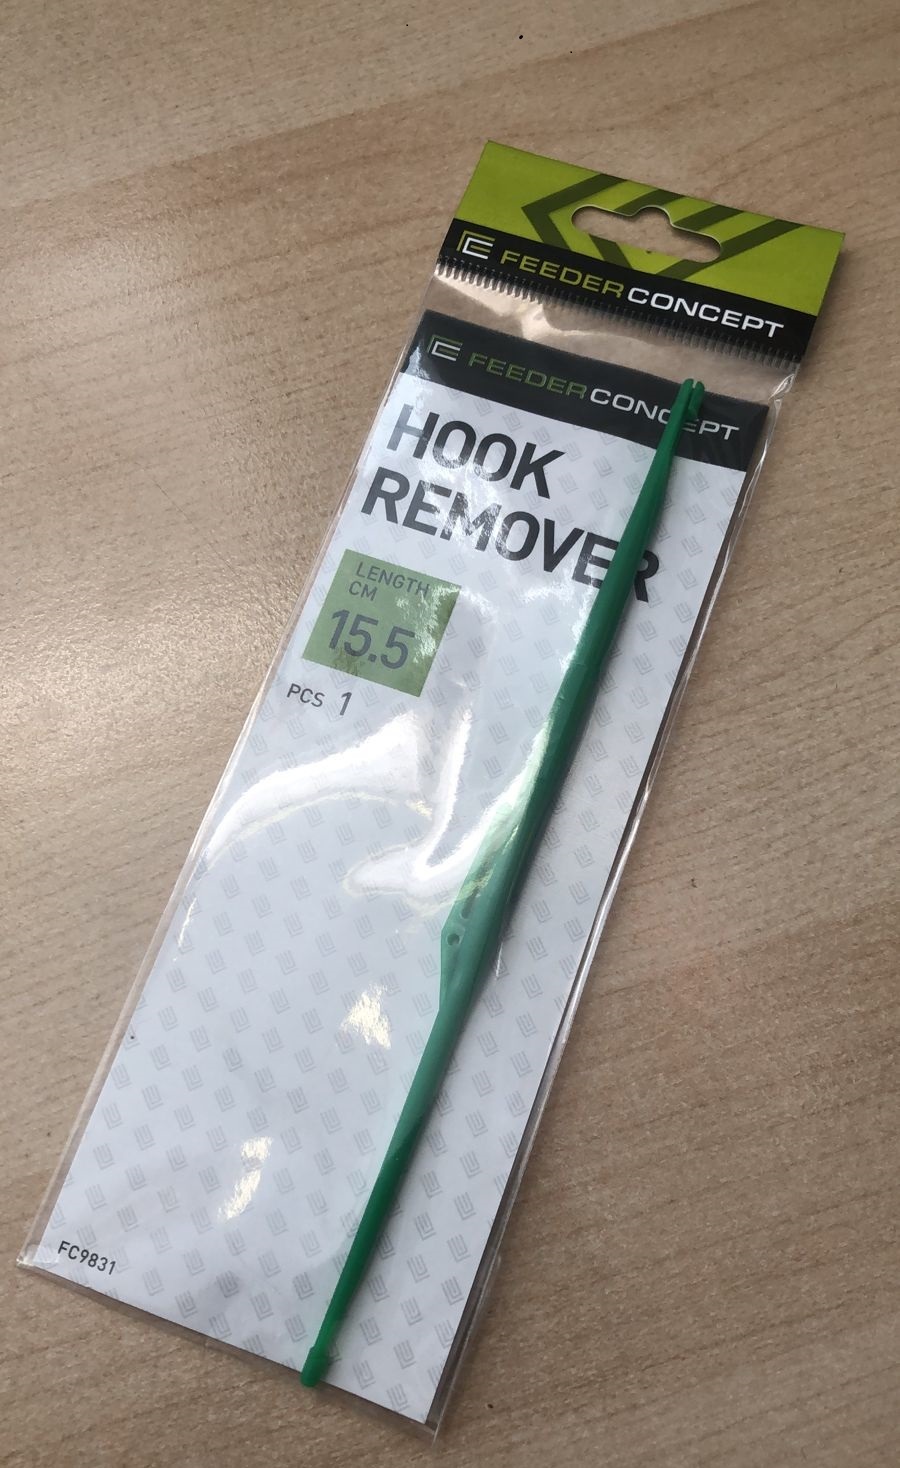 FEEDER CONCEPT
FEEDER CONCEPT
HOOK
REMOVER
LENGTH
CM
15.5
PCS 1
FC9831